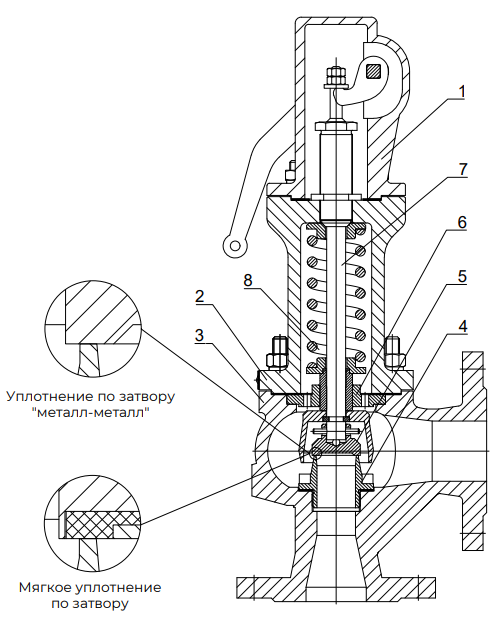 1
7
6
5
4
8
2
3
Уплотнение по затвору
"металл-металл"
Мягкое уплотнение
по затвору